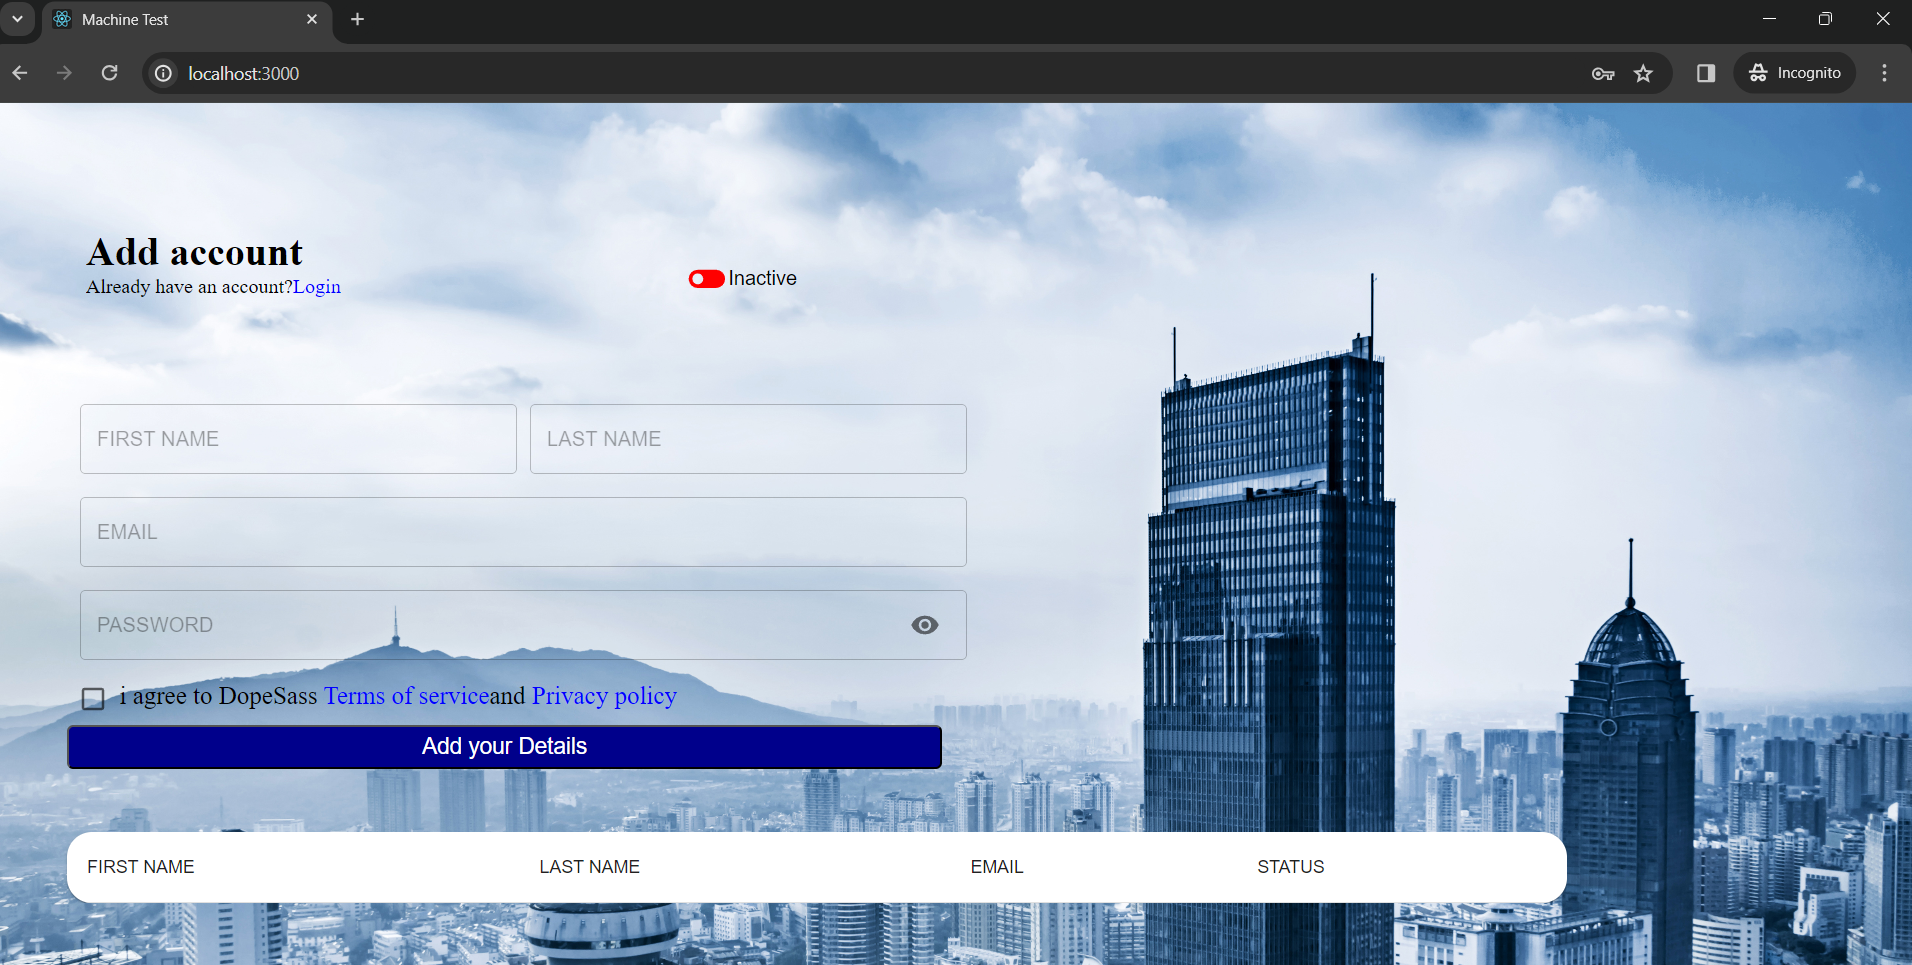 Machine Test
localhost:3000
Incognito
Add account
Already have an account?Login
Inactive
FIRST NAME
LAST NAME
EMAIL
PASSWORD
i agree to DopeSass Terms of serviceand Privacy policy
Add your Details
FIRST NAME LAST NAME EMAIL STATUS